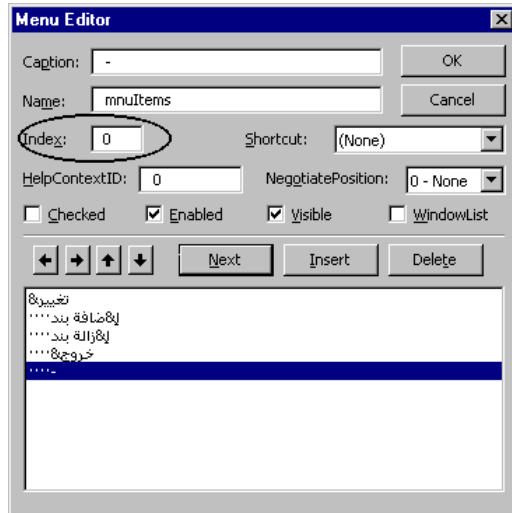 Menu Editor
Caption: -
OK
Name: mnuItems
Cancel
Index: 0 Shortcut: (None)
HelpContextID: 0 NegotiatePosition: 0 - None
Checked Enabled Visible WindowList
Next Insert Delete
تغيير&
····إ&ضافة بند
····إ&زالة بند
····خروج&
····-